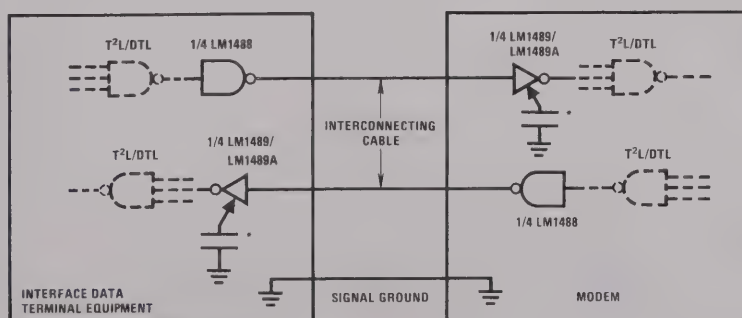 T²L/DTL
1/4 LM1488
1/4 LM1489/
LM1489A
T²L/DTL
INTERCONNECTING
CABLE
1/4 LM1489/
LM1489A
T²L/DTL
T²L/DTL
1/4 LM1488
INTERFACE DATA
TERMINAL EQUIPMENT
SIGNAL GROUND
MODEM